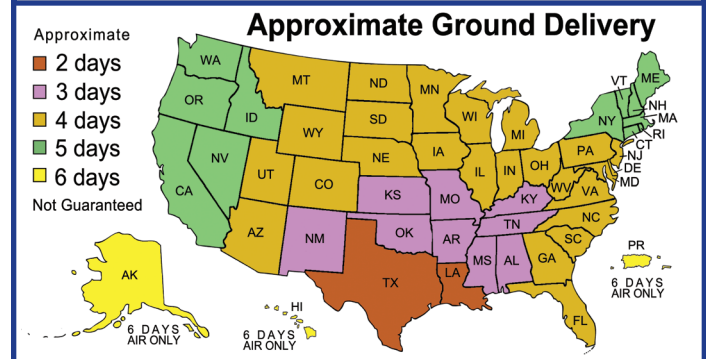 Approximate Ground Delivery
Approximate
2 days
3 days
4 days
5 days
6 days
Not Guaranteed
WA
OR
ID
NV
CA
MT
WY
UT
CO
AZ
NM
ND
SD
NE
KS
OK
TX
MN
IA
MO
AR
LA
WI
IL
MI
IN
OH
KY
TN
MS
AL
GA
FL
SC
NC
VA
WV
PA
NY
VT
ME
NH
MA
RI
CT
NJ
DE
MD
AK
6 DAYS
AIR ONLY
HI
6 DAYS
AIR ONLY
PR
6 DAYS
AIR ONLY